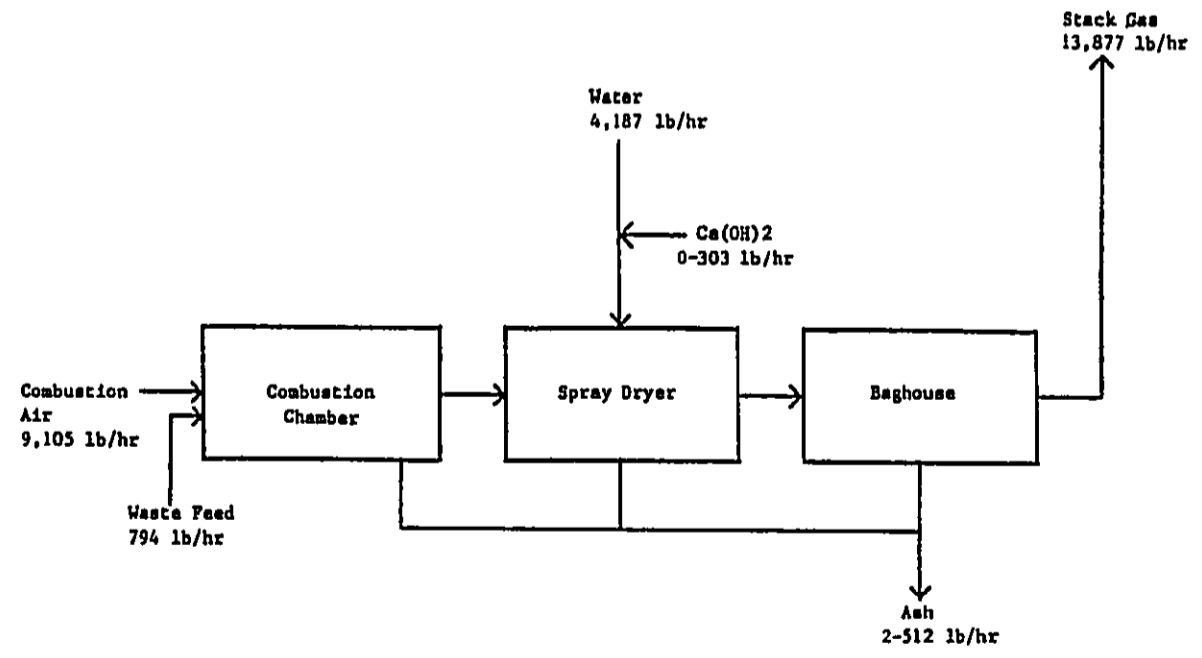 Stack Gas
13,877 lb/hr
Water
4,187 lb/hr
Ca(OH)2
0-303 lb/hr
Combustion
Air
9,105 lb/hr
Waste Feed
794 lb/hr
Combustion
Chamber
Spray Dryer
Baghouse
Ash
2-512 lb/hr